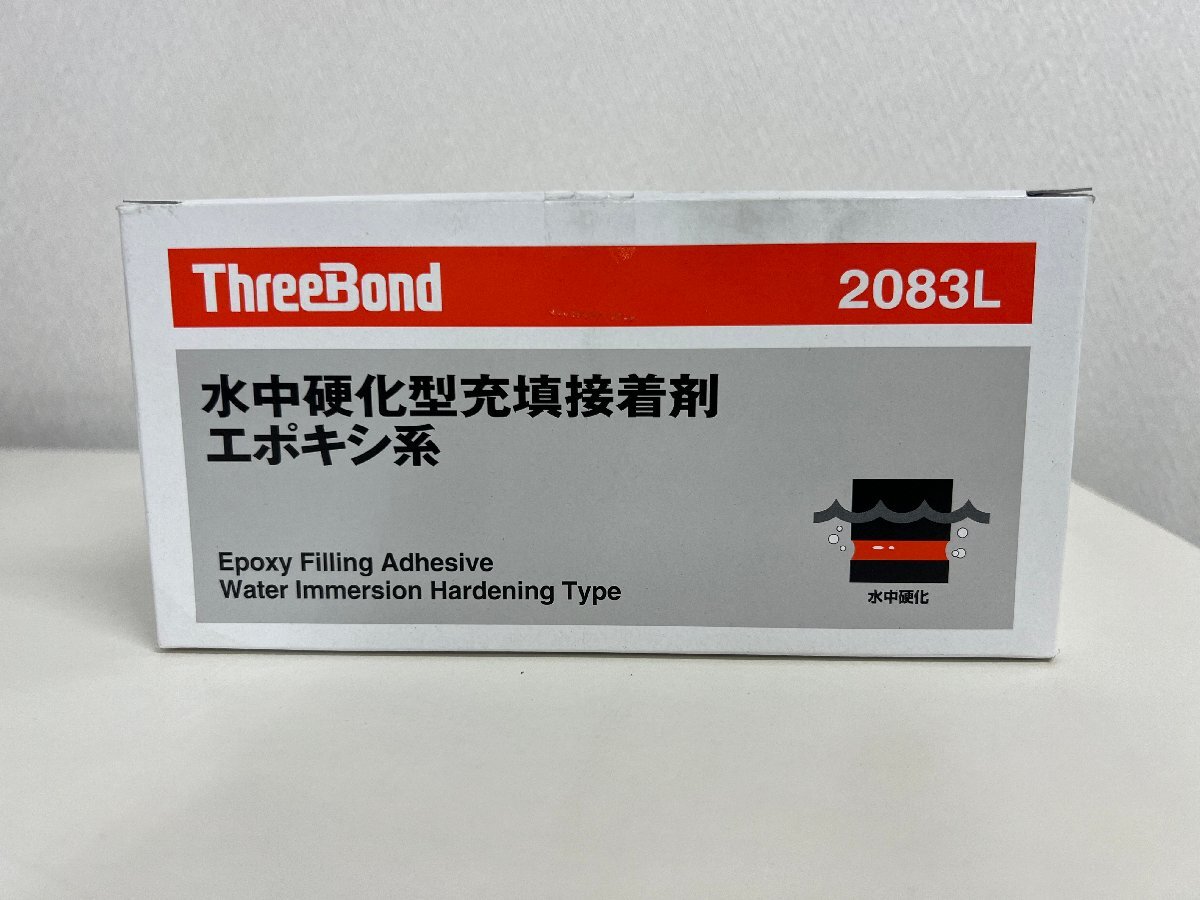 ThreeBond
2083L
水中硬化型充填接着剤
エポキシ系
Epoxy Filling Adhesive
Water Immersion Hardening Type
水中硬化